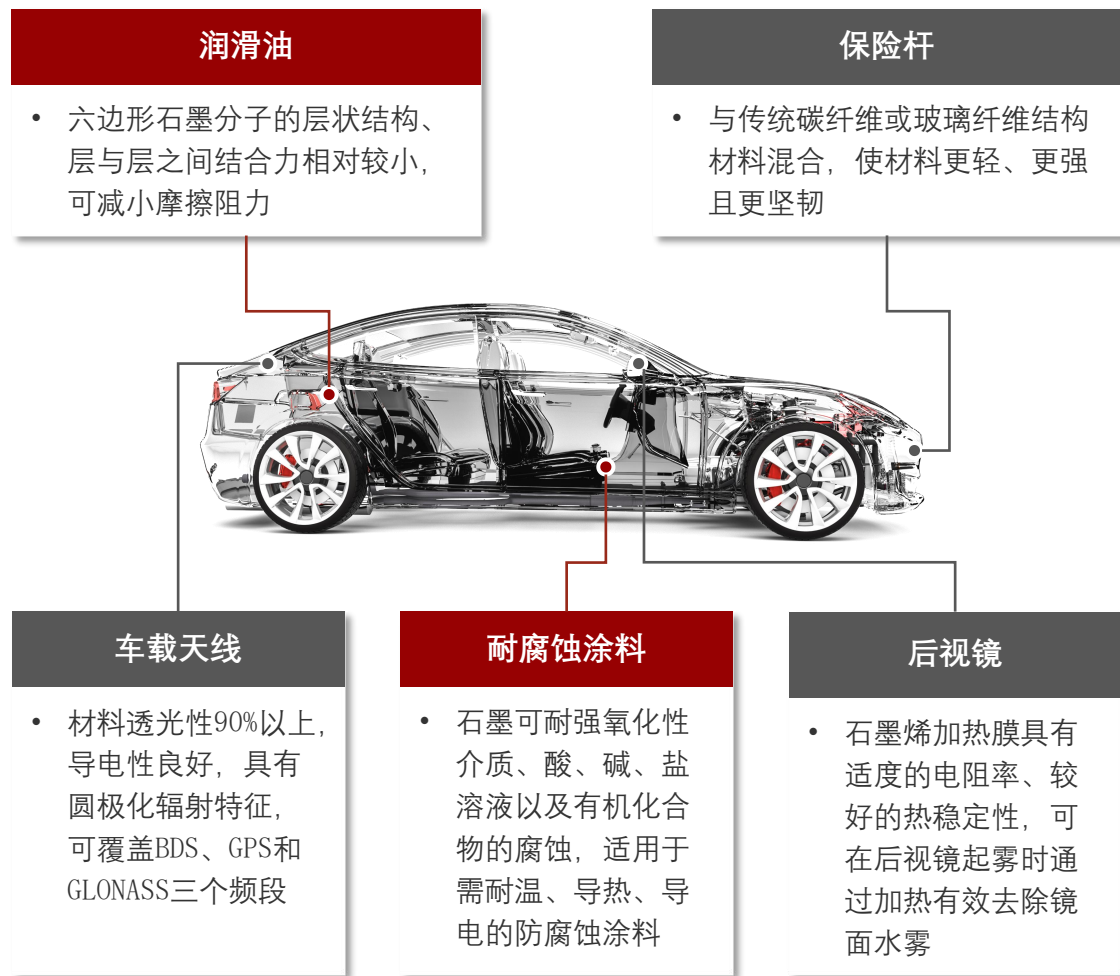 润滑油
• 六边形石墨分子的层状结构、
层与层之间结合力相对较小，
可减小摩擦阻力
保险杆
• 与传统碳纤维或玻璃纤维结构
材料混合，使材料更轻、更强
且更坚韧
车载天线
• 材料透光性90%以上，
导电性良好，具有
圆极化辐射特征，
可覆盖BDS、GPS和
GLONASS三个频段
耐腐蚀涂料
• 石墨可耐强氧化性
介质、酸、碱、盐
溶液以及有机化合
物的腐蚀，适用于
需耐温、导热、导
电的防腐蚀涂料
后视镜
• 石墨烯加热膜具有
适度的电阻率、较
好的热稳定性，可
在后视镜起雾时通
过加热有效去除镜
面水雾